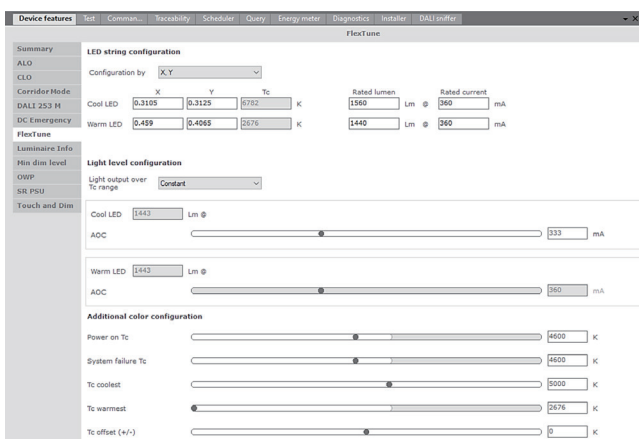 Device features Test Comman... Traceability Scheduler Query Energy meter Diagnostics Installer DALI sniffer
FlexTune
Summary
ALO
CLO
Corridor Mode
DALI 253 M
DC Emergency
FlexTune
Luminaire Info
Min dim level
OWP
SR PSU
Touch and Dim
LED string configuration
Configuration by X, Y
X Y Tc Rated lumen Rated current
Cool LED 0.3105 0.3125 6782 K 1560 Lm @ 360 mA
Warm LED 0.459 0.4065 2676 K 1440 Lm @ 360 mA
Light level configuration
Light output over
Tc range Constant
Cool LED 1443 Lm @
AOC 333 mA
Warm LED 1443 Lm @
AOC 360 mA
Additional color configuration
Power on Tc 4600 K
System failure Tc 4600 K
Tc coolest 5000 K
Tc warmest 2676 K
Tc offset (+/-) 0 K